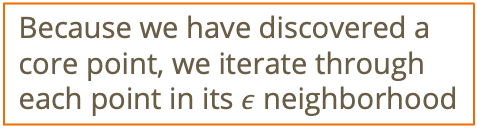 Because we have discovered a
core point, we iterate through
each point in its ϵ neighborhood